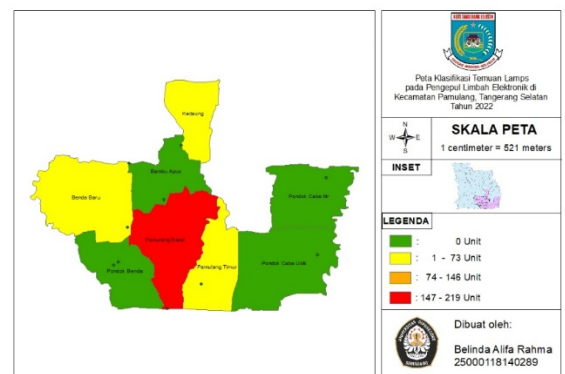 Kedaung
Bambu Apus
Benda Baru
Pondok Cabe Ilir
Pamulang Barat
Pamulang Timur
Pondok Cabe Udik
Pondok Benda
Peta Klasifikasi Temuan Lamps
pada Pengepul Limbah Elektronik di
Kecamatan Pamulang, Tangerang Selatan
Tahun 2022
N
W E
S
SKALA PETA
1 centimeter = 521 meters
INSET
LEGENDA
: 0 Unit
: 1 - 73 Unit
: 74 - 146 Unit
: 147 - 219 Unit
Dibuat oleh:
Belinda Alifa Rahma
25000118140289